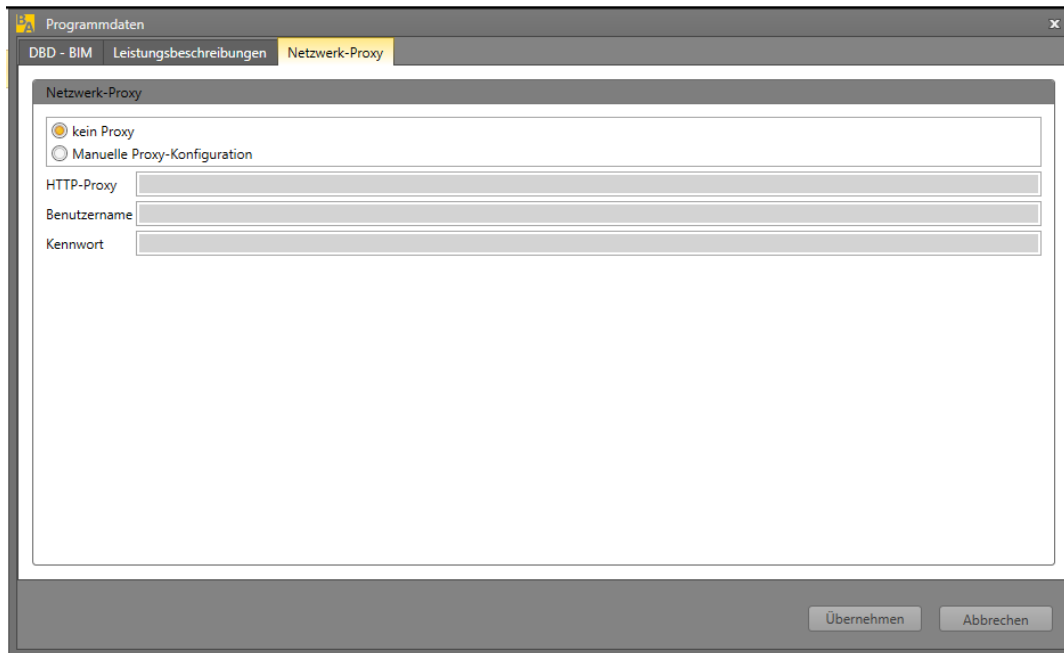 BA Programmdaten x
DBD - BIM Leistungsbeschreibungen Netzwerk-Proxy
Netzwerk-Proxy
kein Proxy
Manuelle Proxy-Konfiguration
HTTP-Proxy
Benutzername
Kennwort
Übernehmen Abbrechen